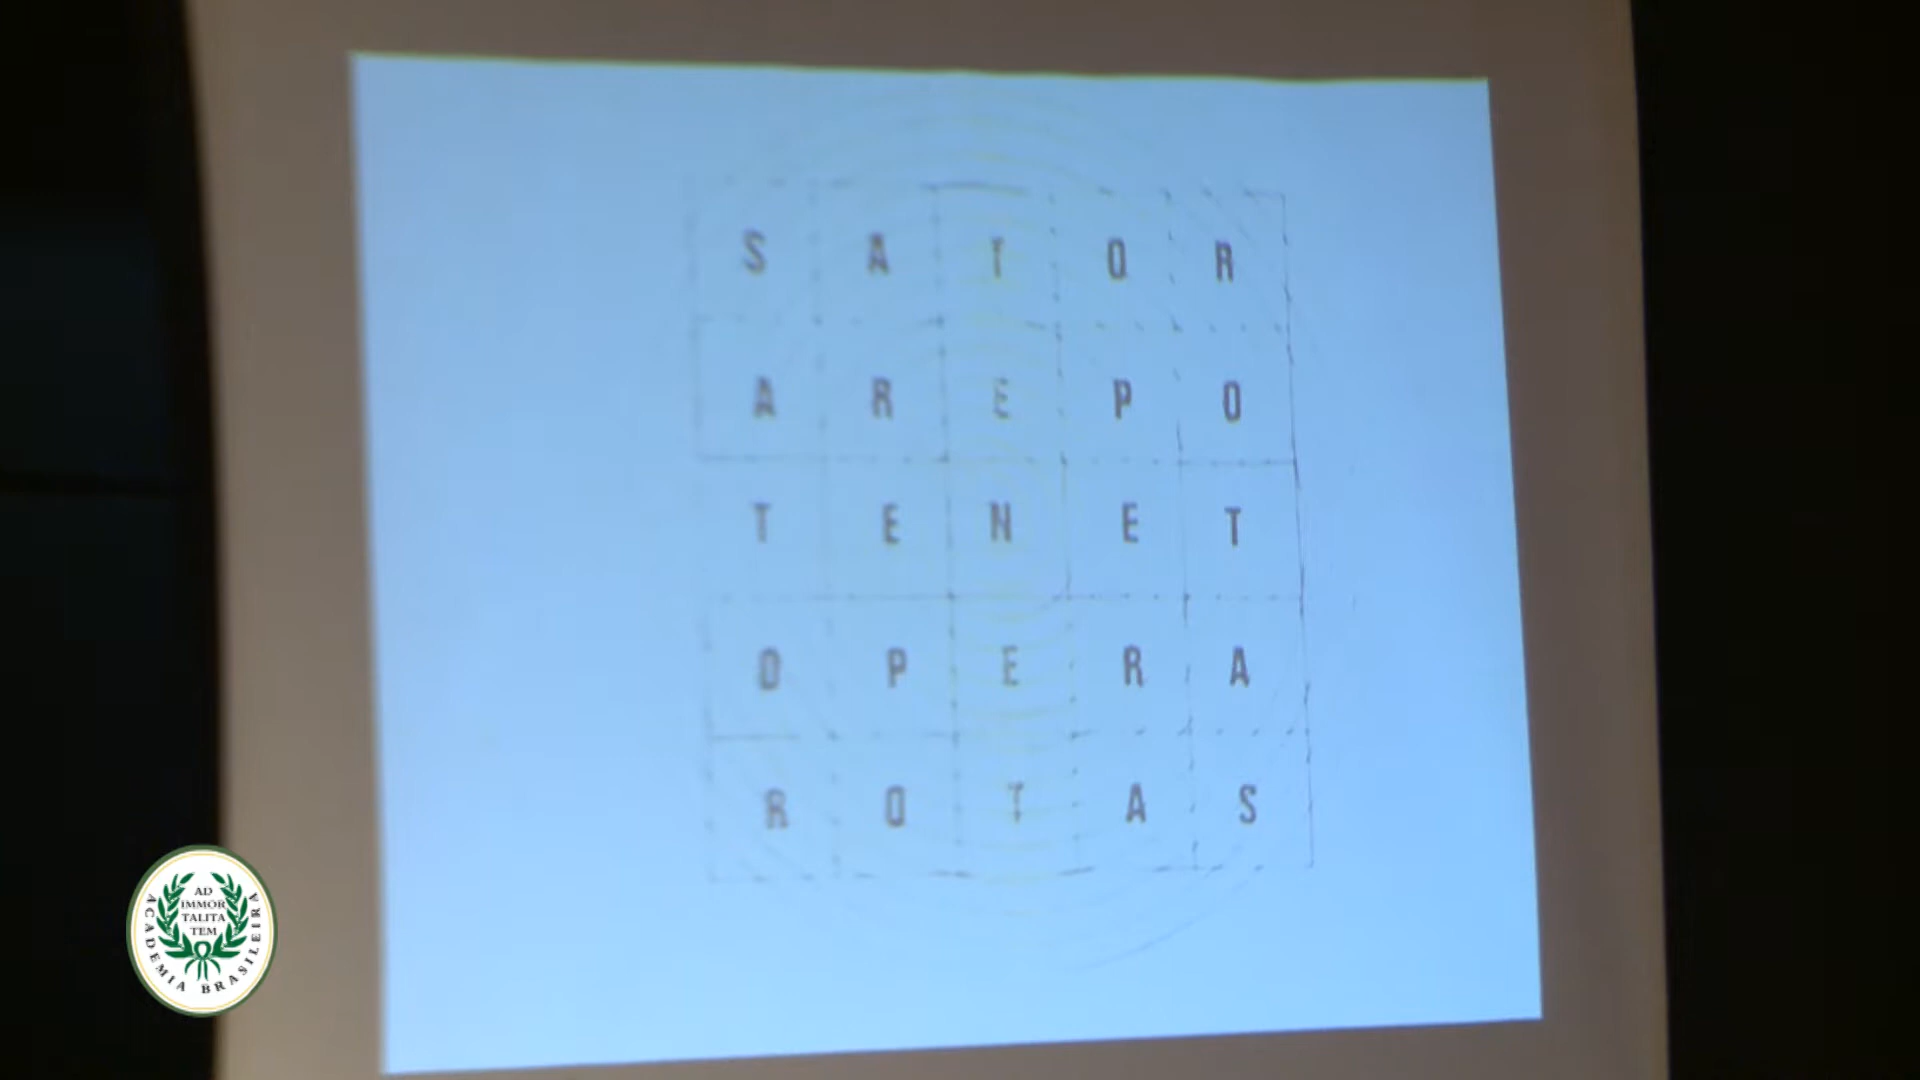 S A T O R
A R E P O
T E N E T
O P E R A
R O T A S
AD
IMMOR
TALITA
TEM
ACADEMIA BRASILEIRA